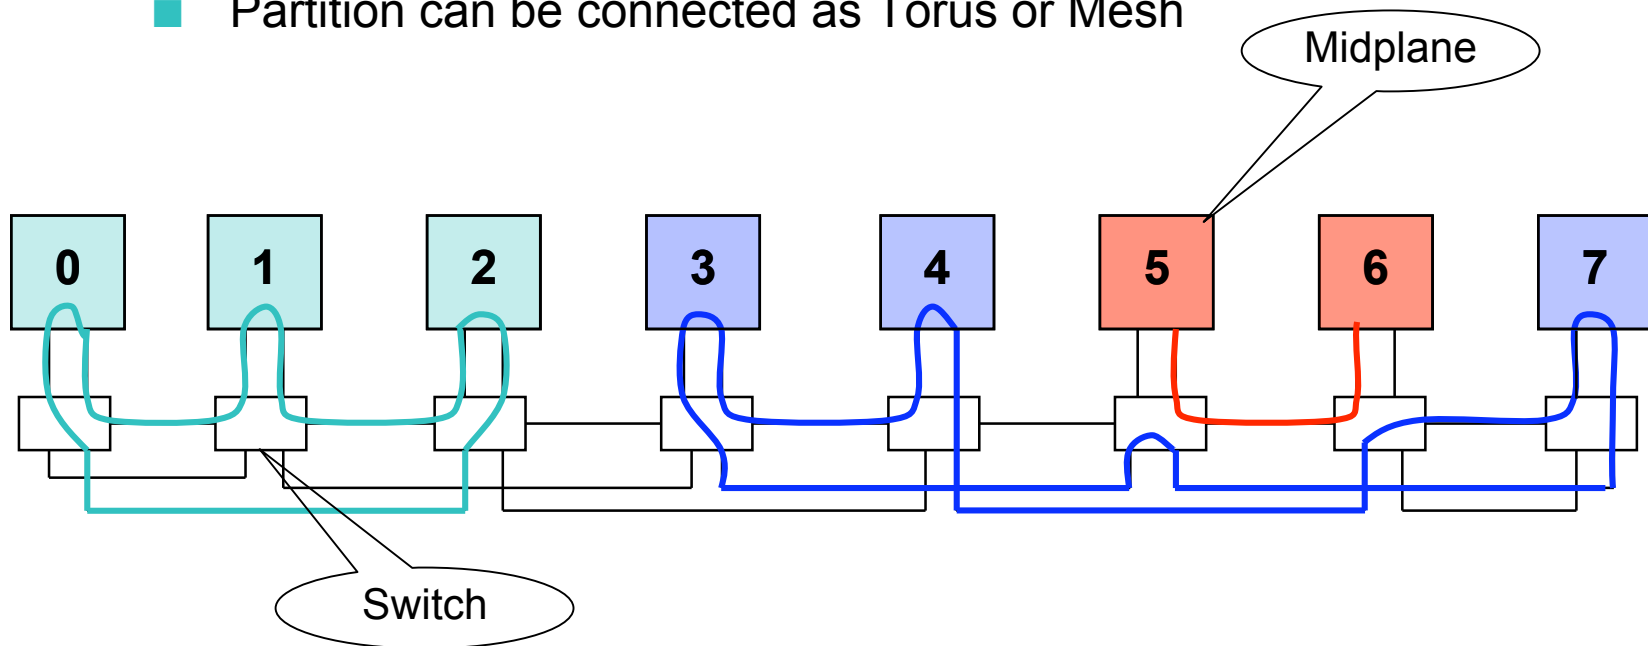 Partition can be connected as Torus or Mesh
Midplane
0 1 2 3 4 5 6 7
Switch